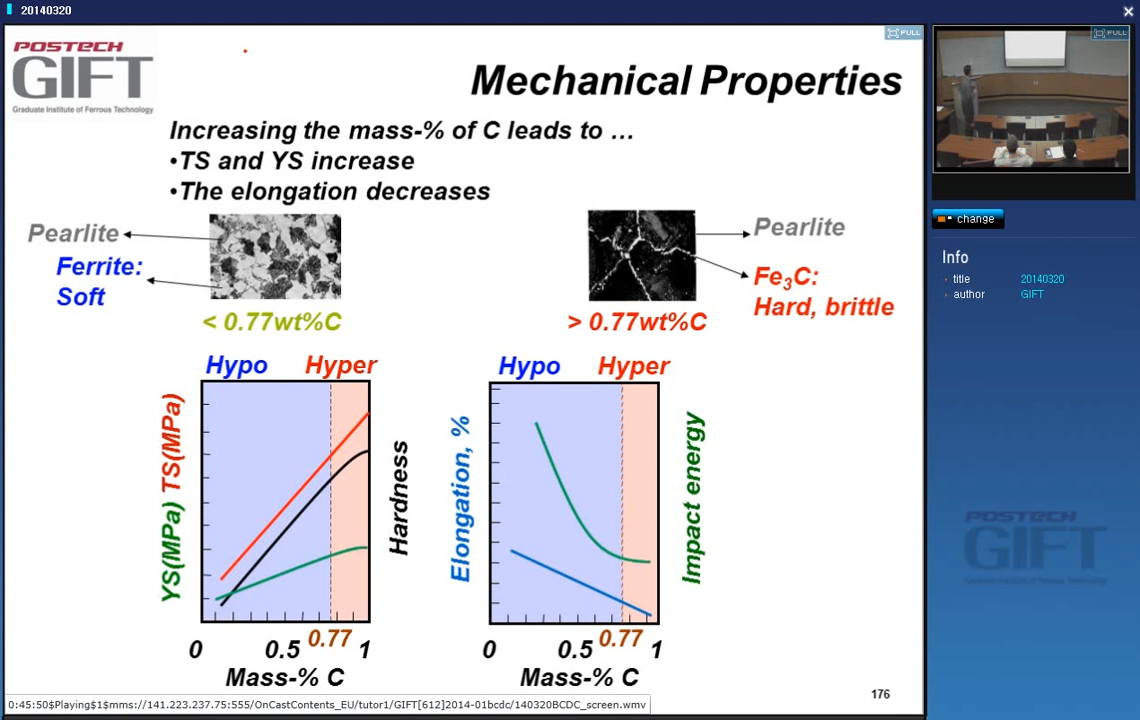 20140320
POSTECH
GIFT
Graduate Institute of Ferrous Technology
FULL
Mechanical Properties
Increasing the mass-% of C leads to …
•TS and YS increase
•The elongation decreases
Pearlite
Ferrite:
Soft
< 0.77wt%C
Pearlite
Fe3C:
Hard, brittle
> 0.77wt%C
Hypo
Hyper
YS(MPa) TS(MPa)
Hardness
0
0.5
0.77
1
Mass-% C
Hypo
Hyper
Elongation, %
Impact energy
0
0.5
0.77
1
Mass-% C
176
0:45:50$Playing$1$mms://141.223.237.75:555/OnCastContents_EU/tutor1/GIFT[612]2014-01bcdc/140320BCDC_screen.wmv
FULL
change
Info
title 20140320
author GIFT
POSTECH
GIFT